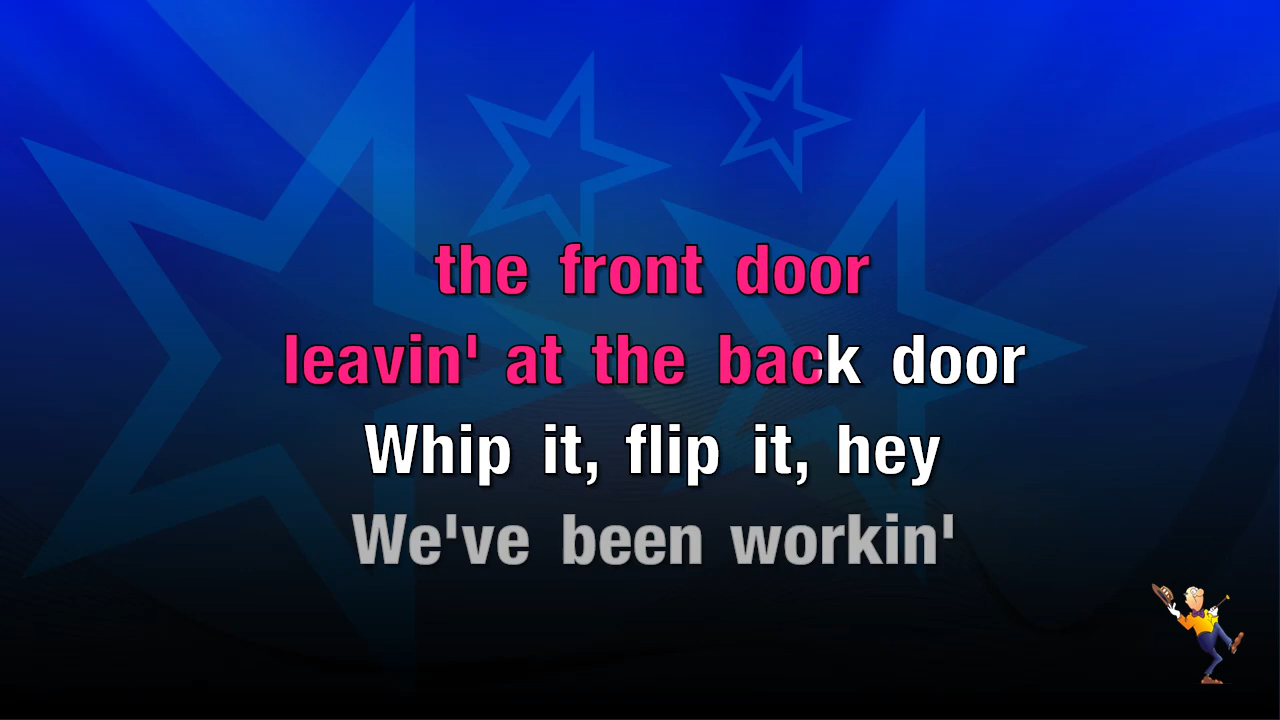 the front door
leavin' at the back door
Whip it, flip it, hey
We've been workin'